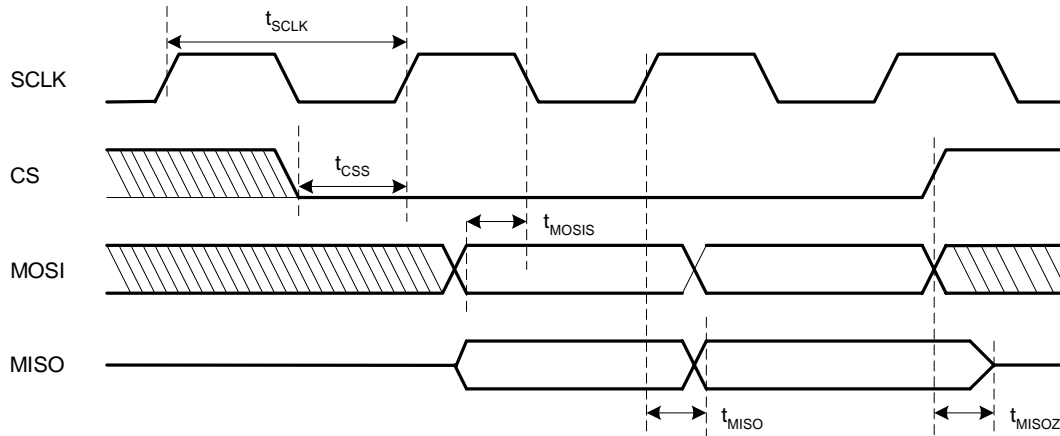 tSCLK
SCLK
CS
tCSS
MOSI
tMOSIS
MISO
tMISO
tMISOZ